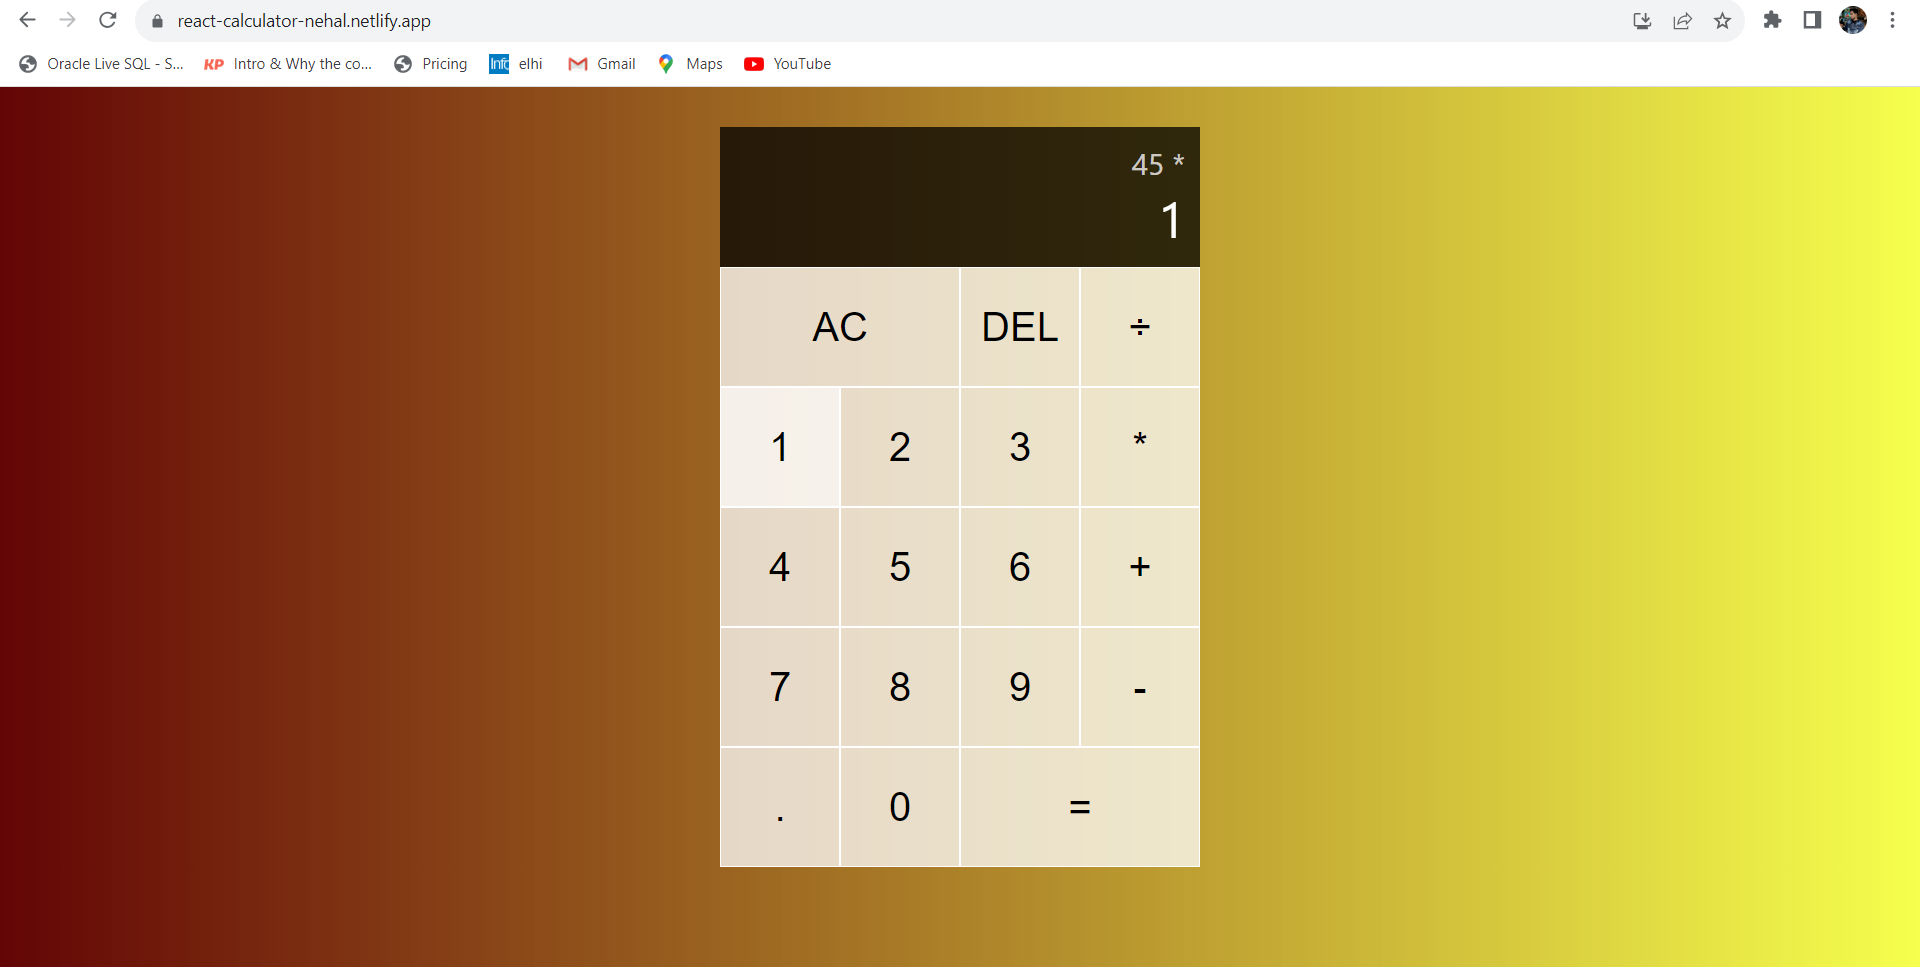 react-calculator-nehal.netlify.app
Oracle Live SQL - S... KP Intro & Why the co... Pricing Info elhi Gmail Maps YouTube
45 *
1
AC DEL ÷
1 2 3 *
4 5 6 +
7 8 9 -
. 0 =